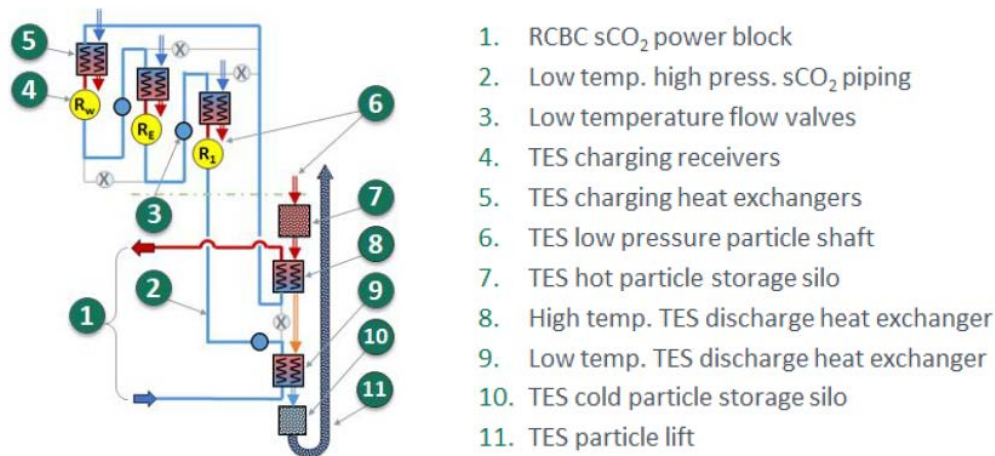 5
4
R_W
R_E
R_1
X
X
X
3
6
7
8
2
9
X
1
10
11
1. RCBC sCO₂ power block
2. Low temp. high press. sCO₂ piping
3. Low temperature flow valves
4. TES charging receivers
5. TES charging heat exchangers
6. TES low pressure particle shaft
7. TES hot particle storage silo
8. High temp. TES discharge heat exchanger
9. Low temp. TES discharge heat exchanger
10. TES cold particle storage silo
11. TES particle lift